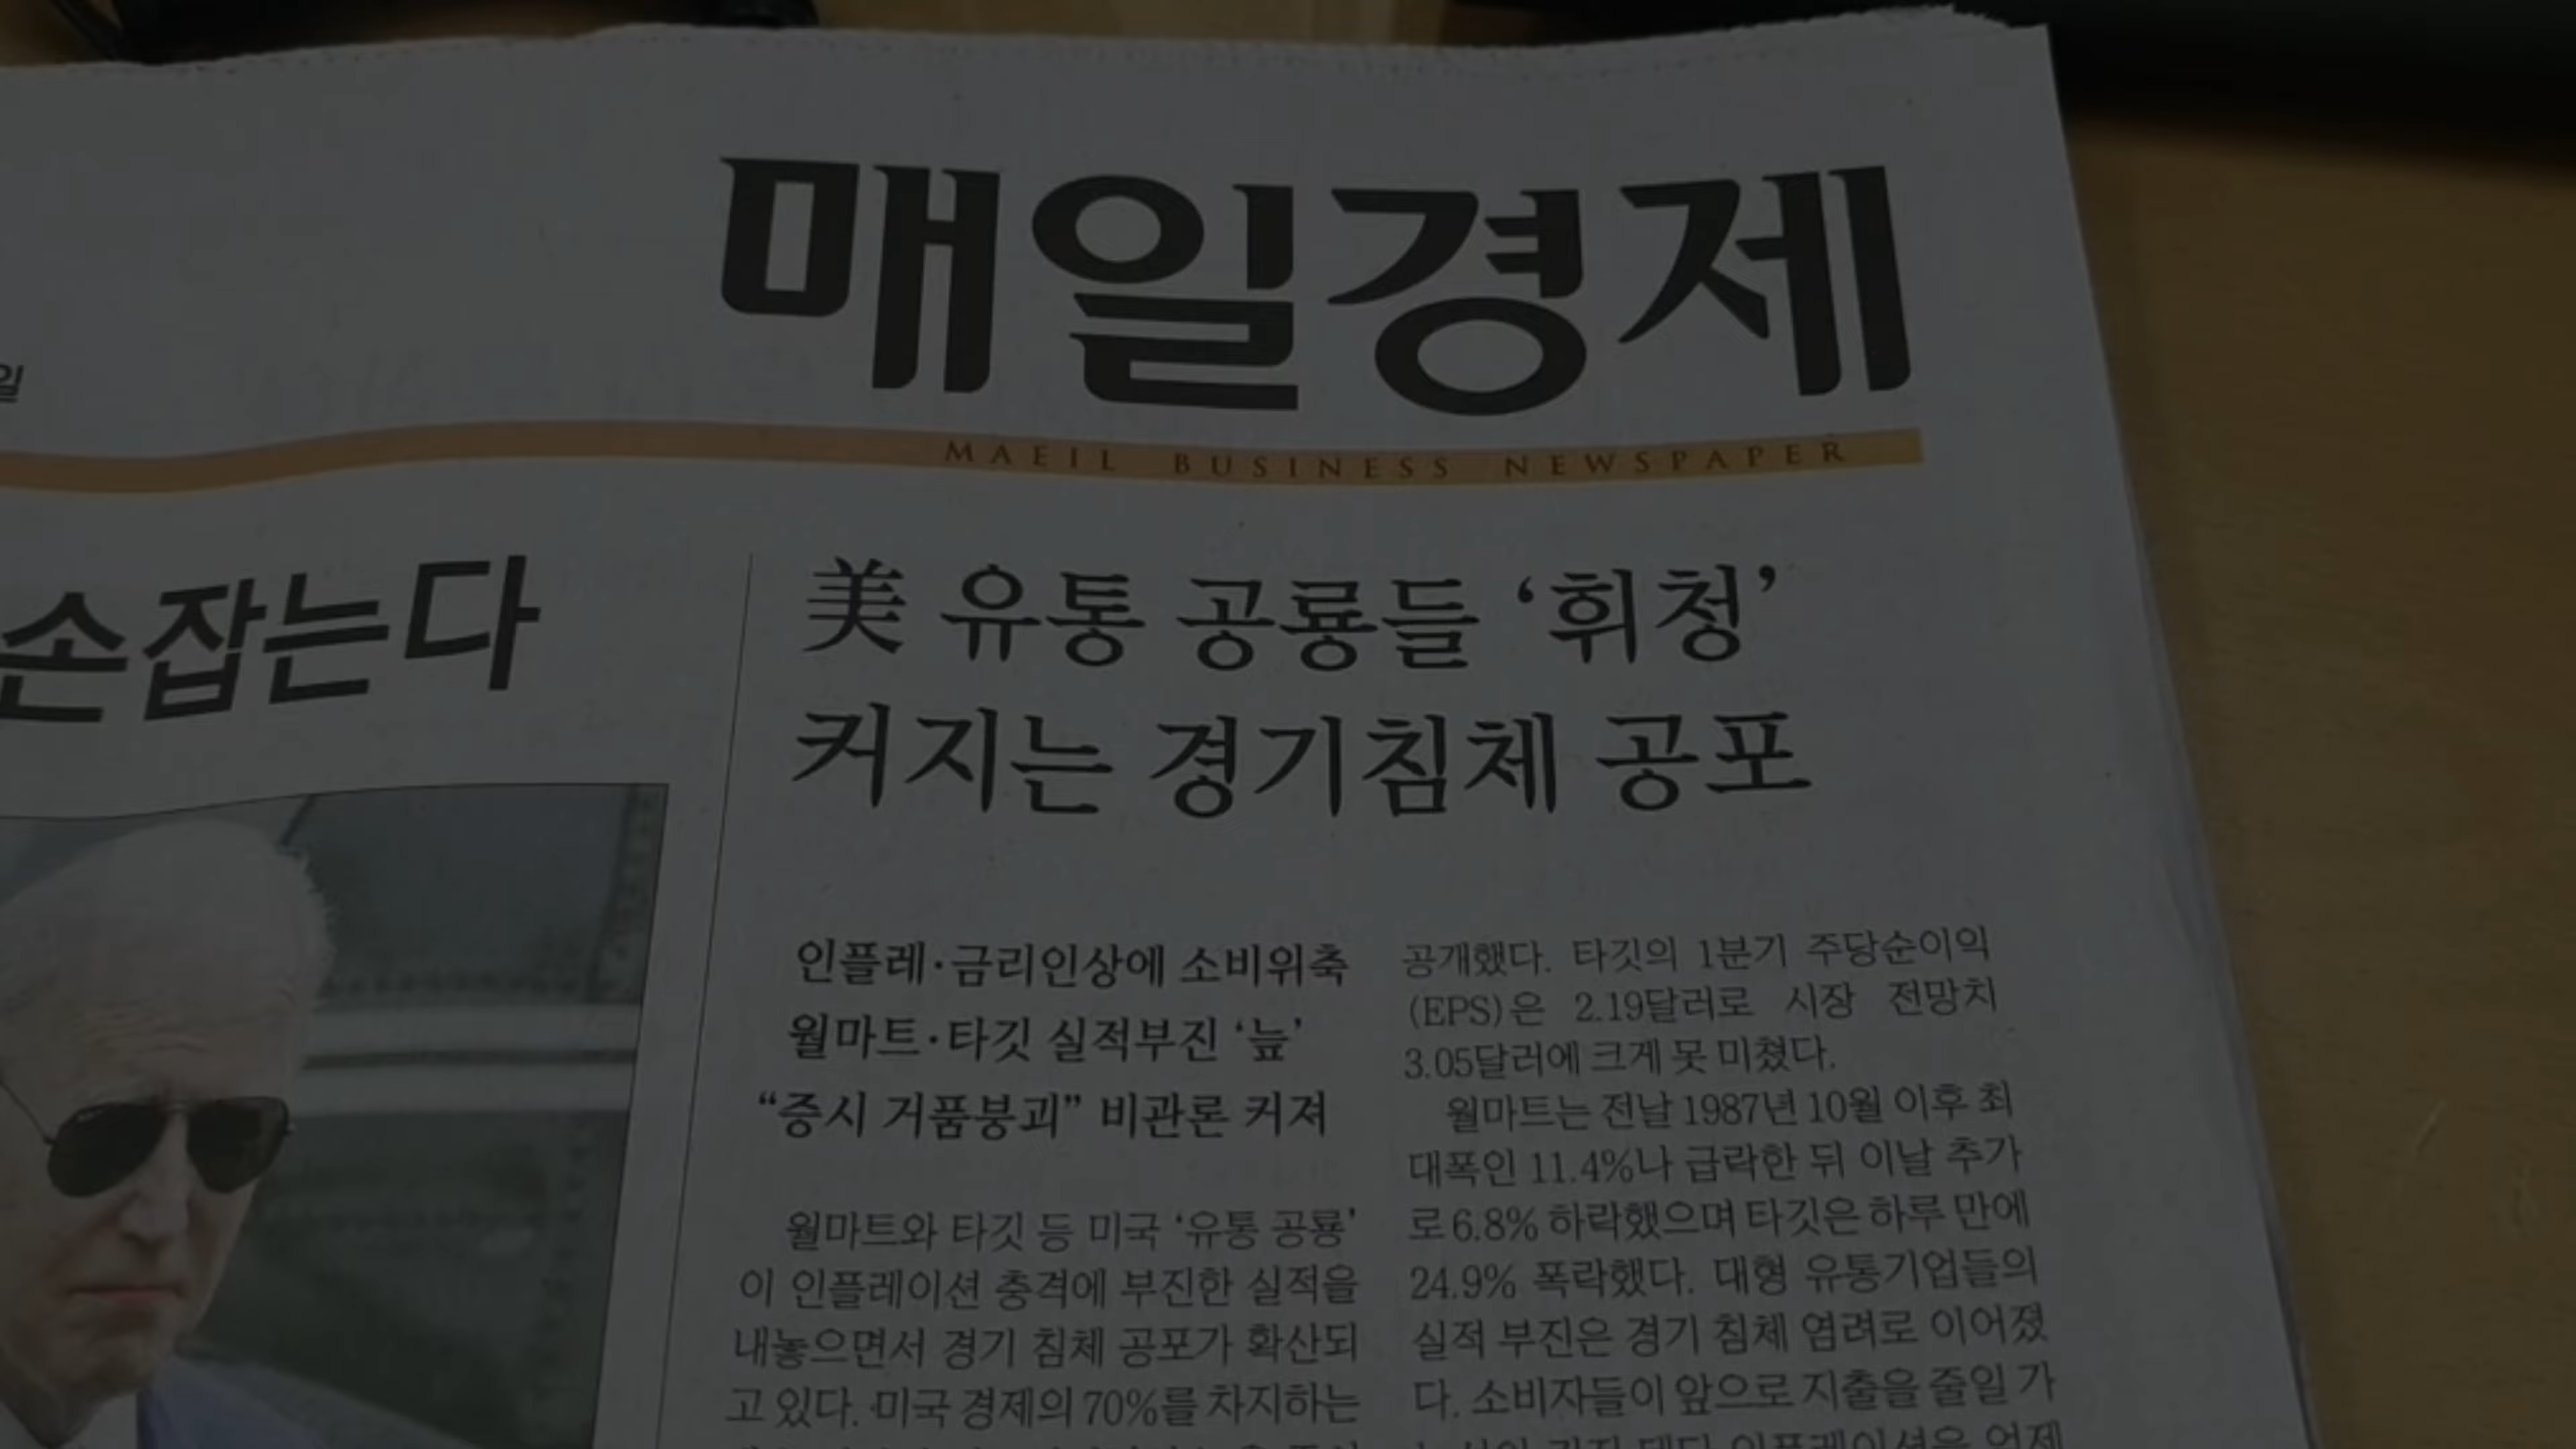 매일경제
일
MAEIL BUSINESS NEWSPAPER
손잡는다
美 유통 공룡들 ‘휘청’
커지는 경기침체 공포
인플레·금리인상에 소비위축
월마트·타깃 실적부진 ‘늪’
“증시 거품붕괴” 비관론 커져
월마트와 타깃 등 미국 ‘유통 공룡’
이 인플레이션 충격에 부진한 실적을
내놓으면서 경기 침체 공포가 확산되
고 있다. 미국 경제의 70%를 차지하는
공개했다. 타깃의 1분기 주당순이익
(EPS)은 2.19달러로 시장 전망치
3.05달러에 크게 못 미쳤다.
월마트는 전날 1987년 10월 이후 최
대폭인 11.4%나 급락한 뒤 이날 추가
로 6.8% 하락했으며 타깃은 하루 만에
24.9% 폭락했다. 대형 유통기업들의
실적 부진은 경기 침체 염려로 이어졌
다. 소비자들이 앞으로 지출을 줄일 가